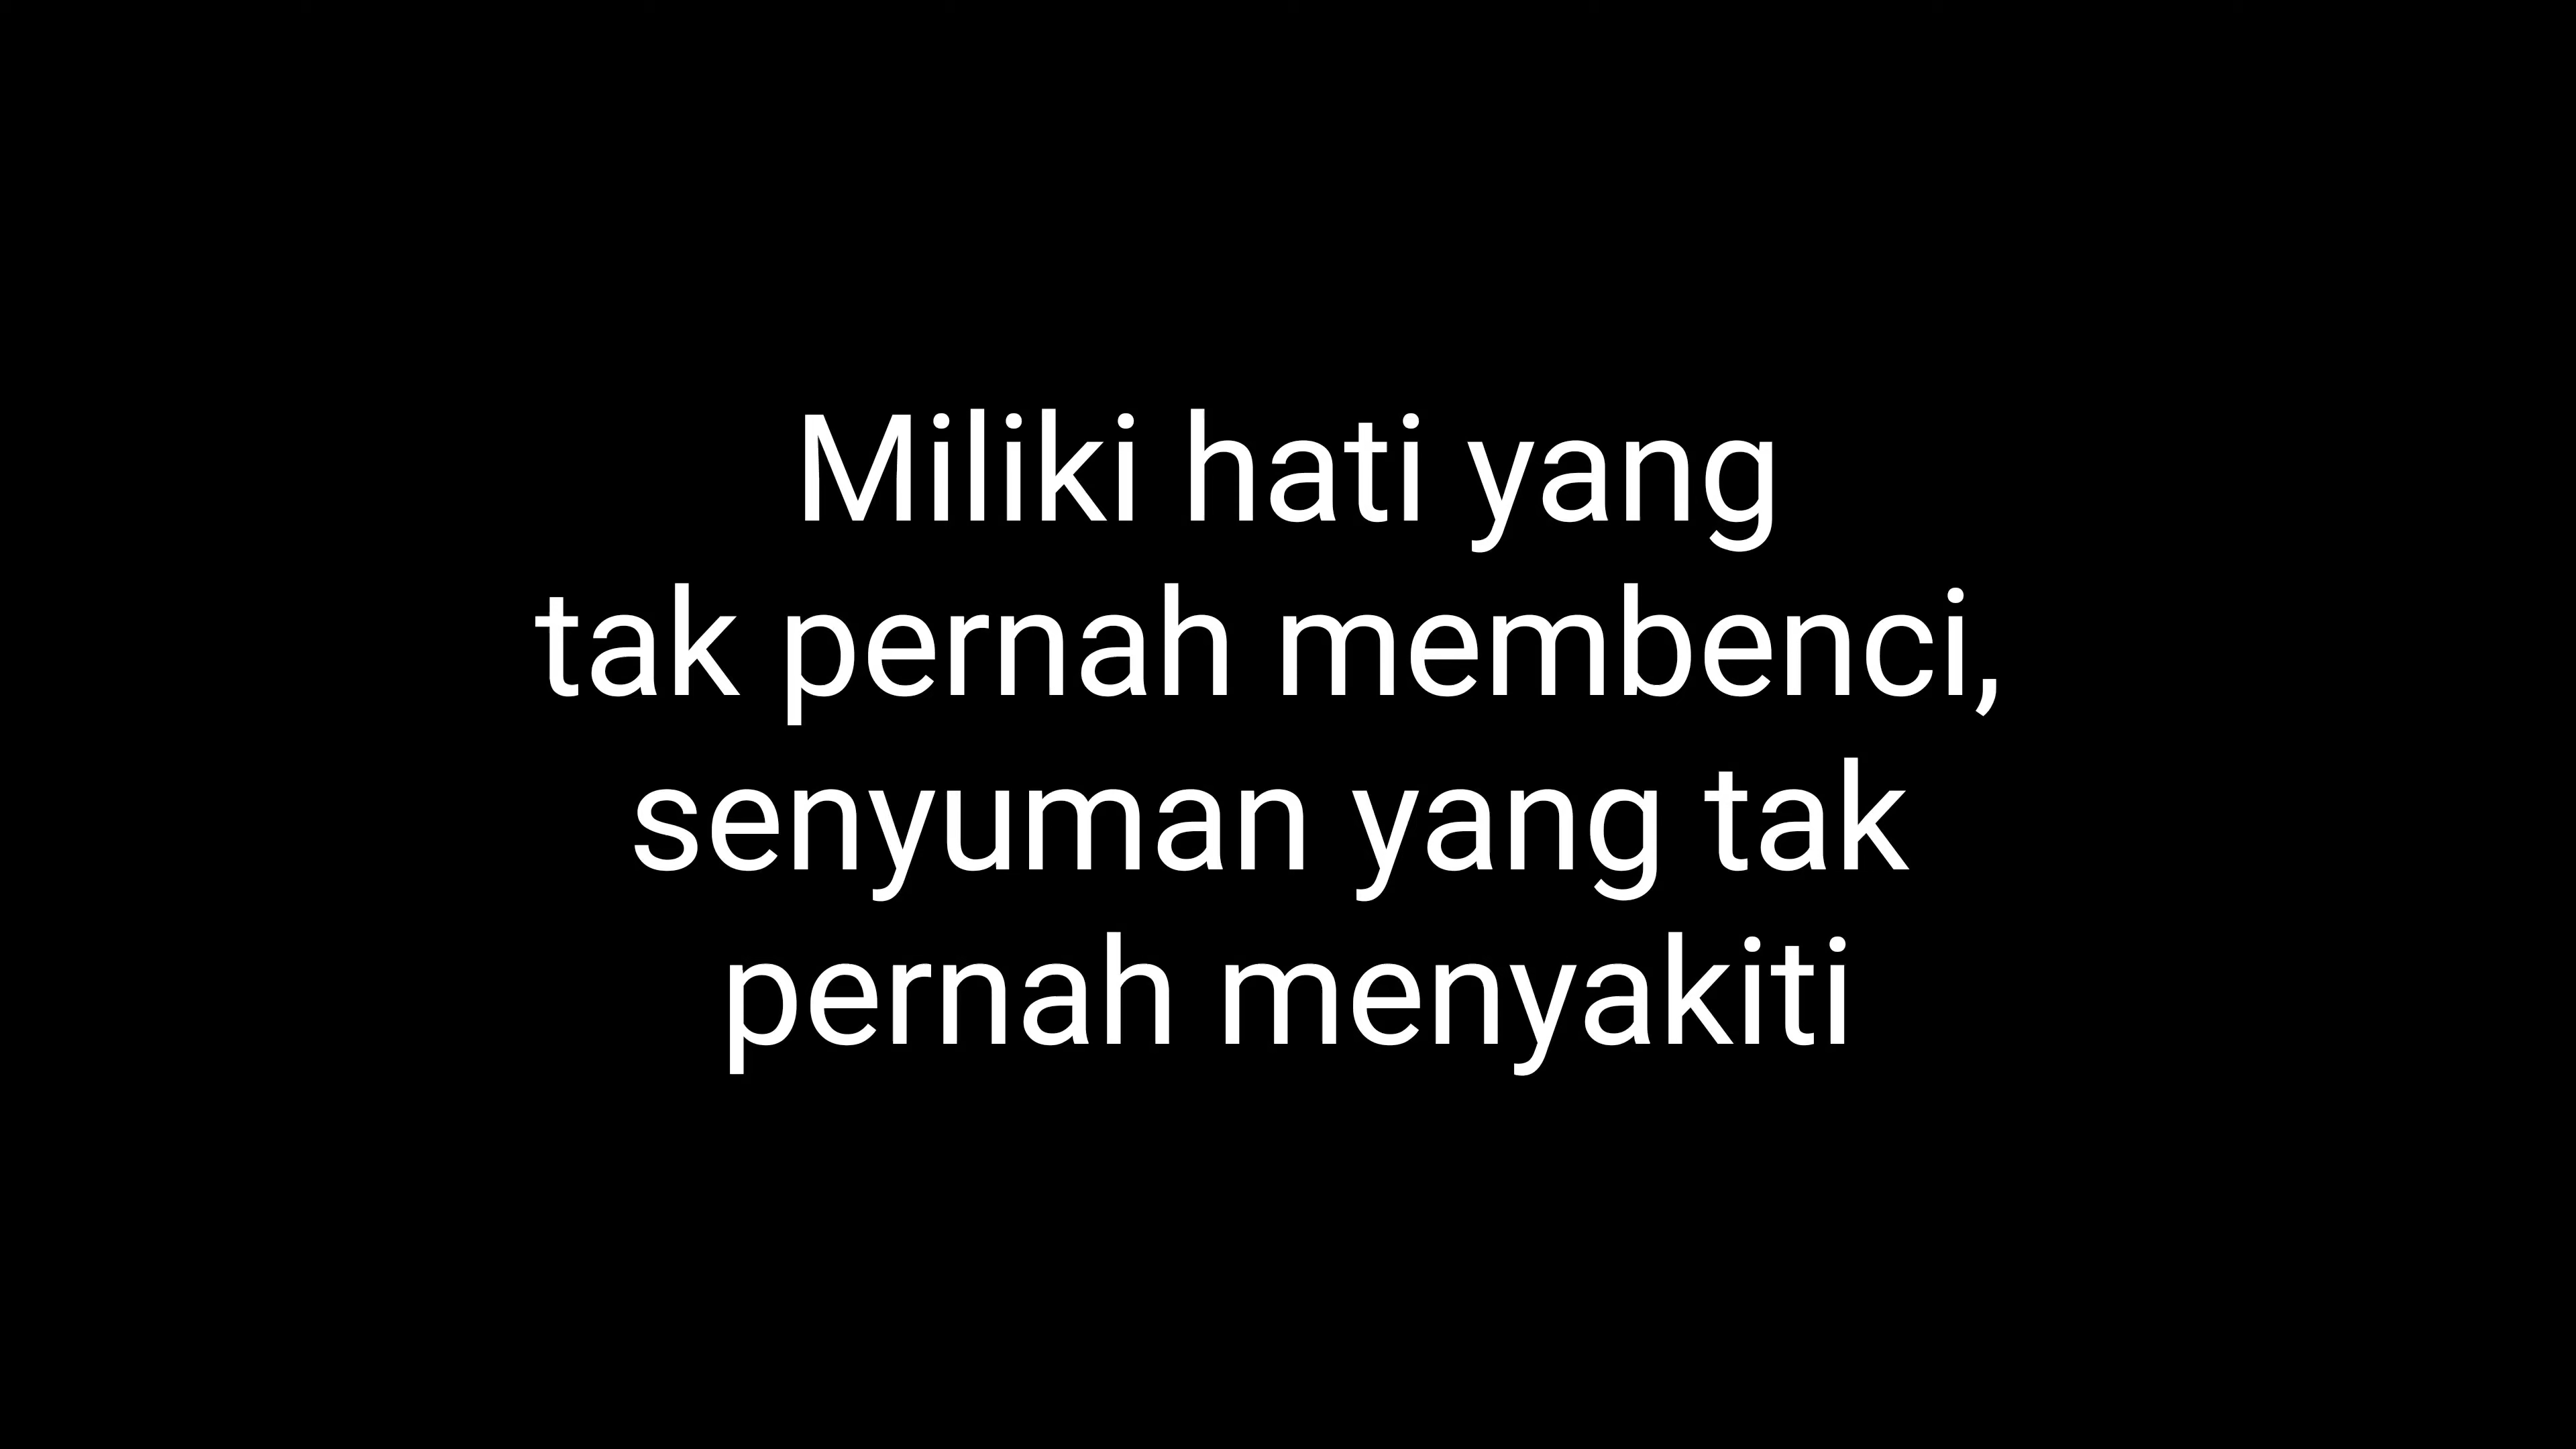 Miliki hati yang
tak pernah membenci,
senyuman yang tak
pernah menyakiti